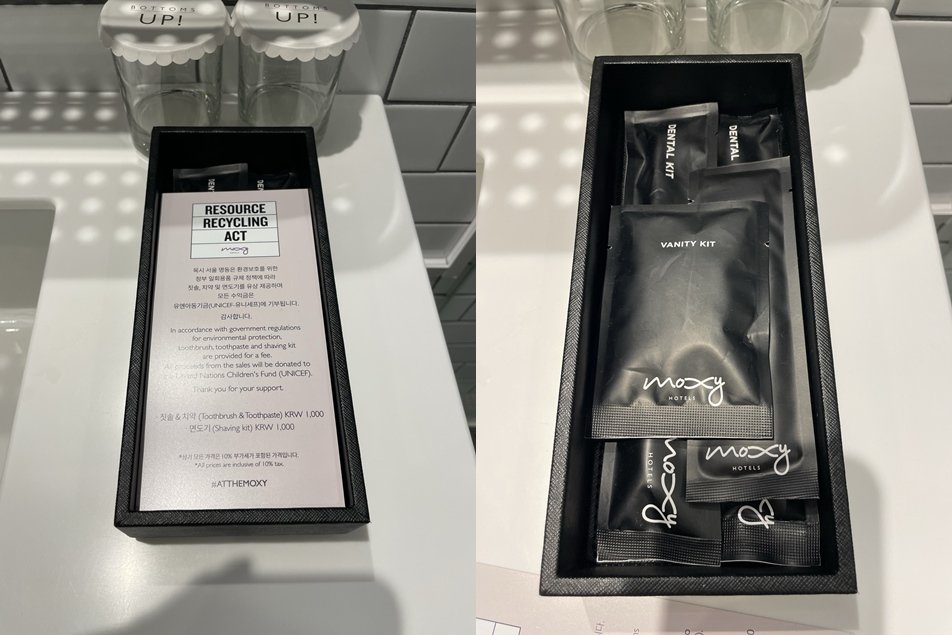 BOTTOMS
UP!
BOTTOMS
UP!
DENTAL
DENTAL
RESOURCE
RECYCLING
ACT
moxy
HOTELS
목시 서울 명동은 환경보호를 위한
정부 일회용품 규제 정책에 따라
칫솔, 치약 및 면도기를 유상 제공하며
모든 수익금은
유엔아동기금(UNICEF-유니세프)에 기부됩니다.
감사합니다.
In accordance with government regulations
for environmental protection,
toothbrush, toothpaste and shaving kit
are provided for a fee.
All proceeds from the sales will be donated to
United Nations Children's Fund (UNICEF).
Thank you for your support.
칫솔 & 치약 (Toothbrush & Toothpaste) KRW 1,000
면도기 (Shaving kit) KRW 1,000
*상기 모든 가격은 10% 부가세가 포함된 가격입니다.
*All prices are inclusive of 10% tax.
#ATTHEMOXY
DENTAL KIT
DENTAL
VANITY KIT
moxy
HOTELS
moxy
HOTELS
moxy
HOTELS
moxy